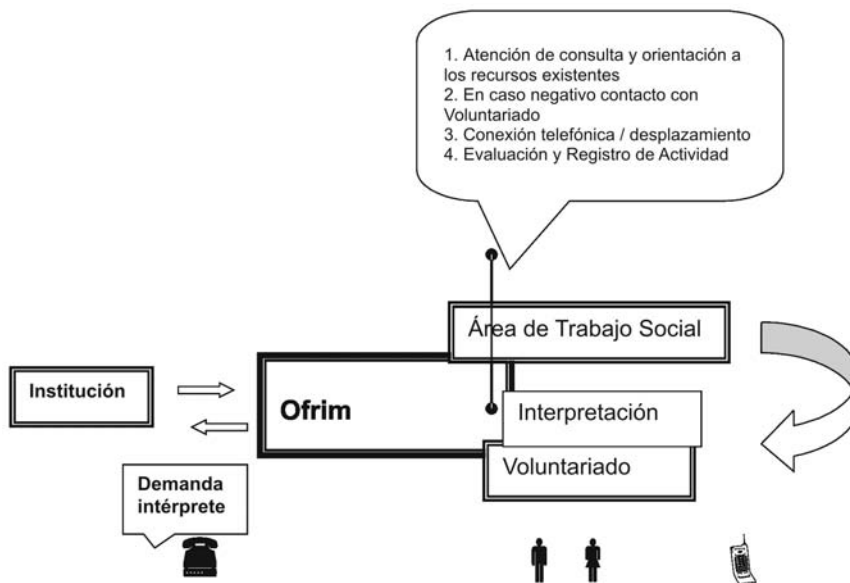 1. Atención de consulta y orientación a
los recursos existentes
2. En caso negativo contacto con
Voluntariado
3. Conexión telefónica / desplazamiento
4. Evaluación y Registro de Actividad
Área de Trabajo Social
Institución
Ofrim
Interpretación
Voluntariado
Demanda
intérprete